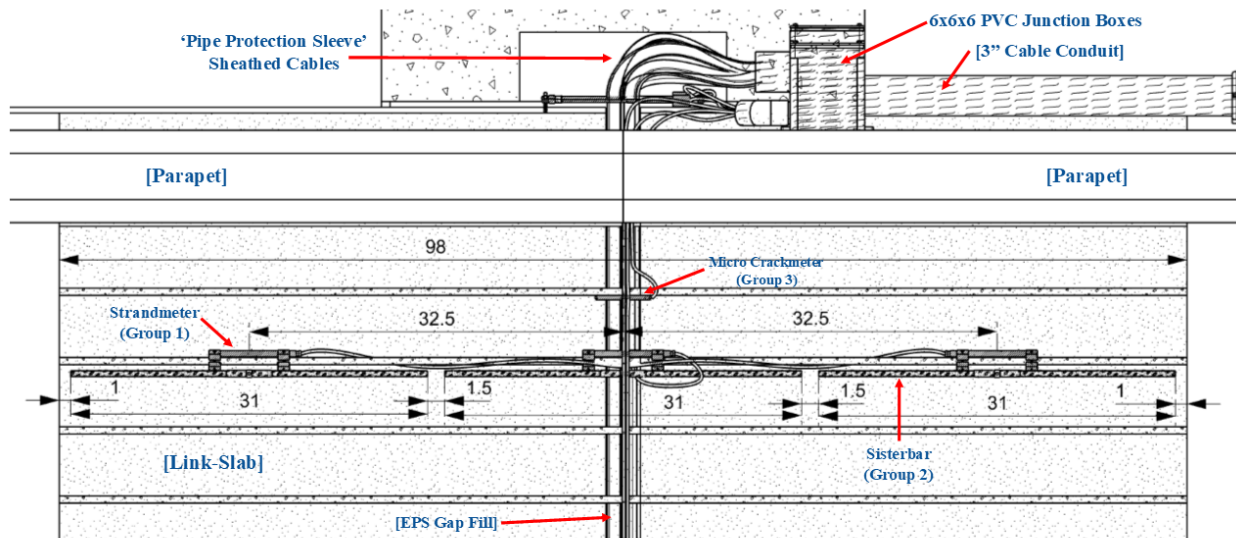 ‘Pipe Protection Sleeve’
Sheathed Cables
6x6x6 PVC Junction Boxes
[3” Cable Conduit]
[Parapet]
[Parapet]
98
Micro Crackmeter
(Group 3)
Strandmeter
(Group 1)
32.5
32.5
1
31
1.5
31
1.5
31
1
[Link-Slab]
Sisterbar
(Group 2)
[EPS Gap Fill]